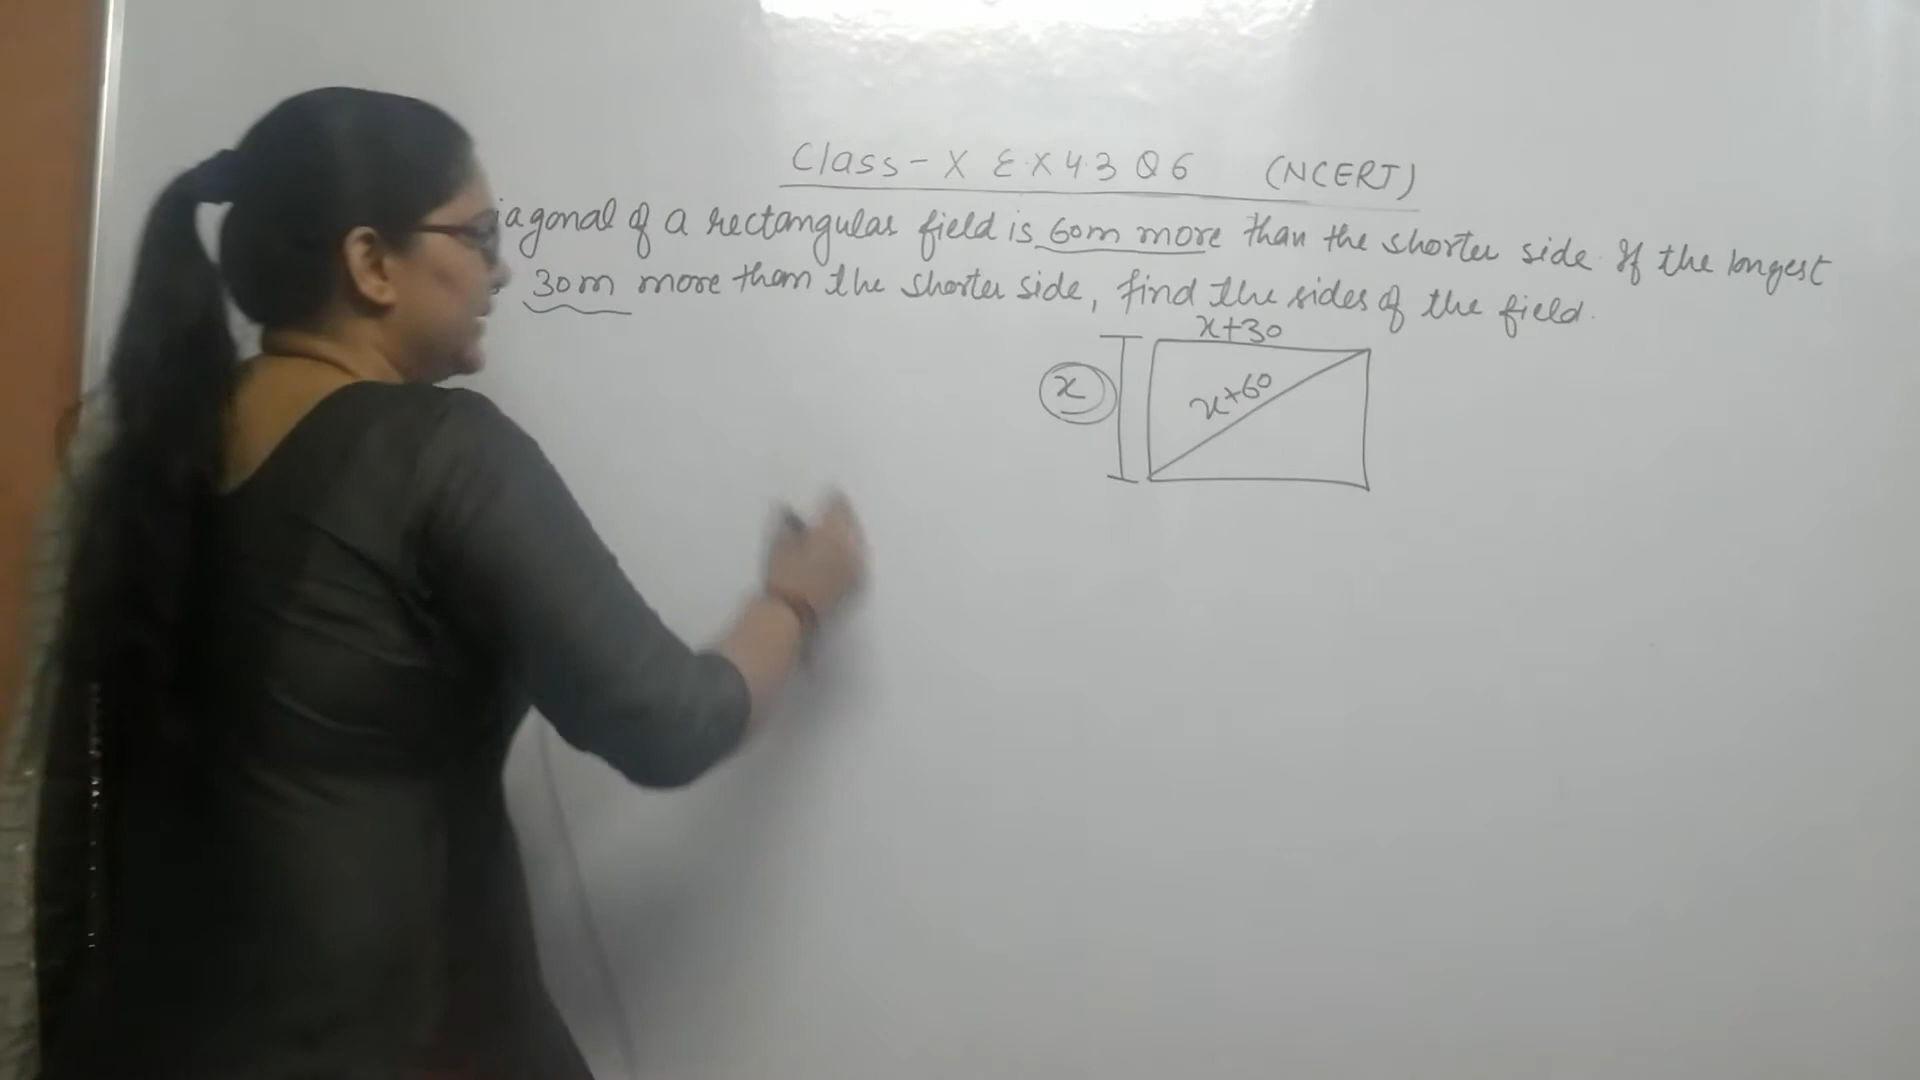 Class - X Ex 4.3 Q6 (NCERT)
iagonal of a rectangular field is 60m more than the shorter side. If the longest
30m more than the shorter side, find the sides of the field.
x+30
x
x+60